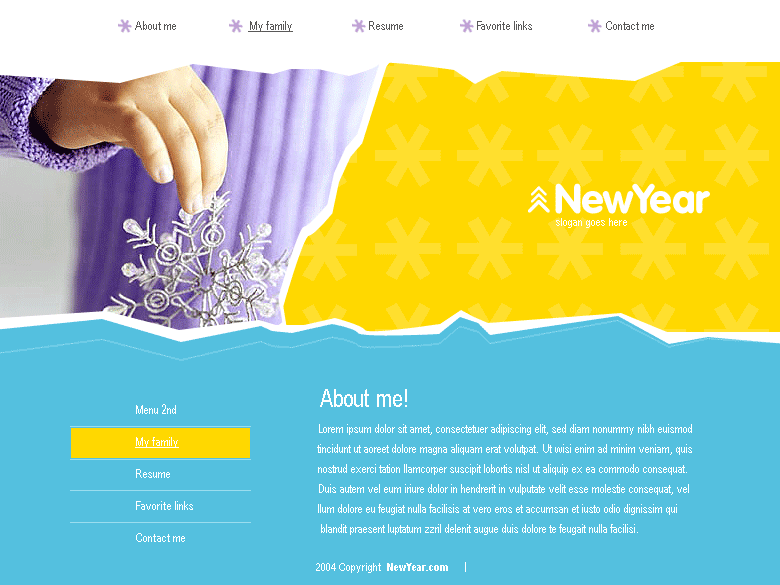 About me My family Resume Favorite links Contact me
NewYear
slogan goes here
About me!
Menu 2nd
My family
Resume
Favorite links
Contact me
Lorem ipsum dolor sit amet, consectetuer adipiscing elit, sed diam nonummy nibh euismod
tincidunt ut aoreet dolore magna aliquam erat volutpat. Ut wisi enim ad minim veniam, quis
nostrud exerci tation llamcorper suscipit lobortis nisl ut aliquip ex ea commodo consequat.
Duis autem vel eum iriure dolor in hendrerit in vulputate velit esse molestie consequat, vel
llum dolore eu feugiat nulla facilisis at vero eros et accumsan et iusto odio dignissim qui
blandit praesent luptatum zzril delenit augue duis dolore te feugait nulla facilisi.
2004 Copyright NewYear.com |